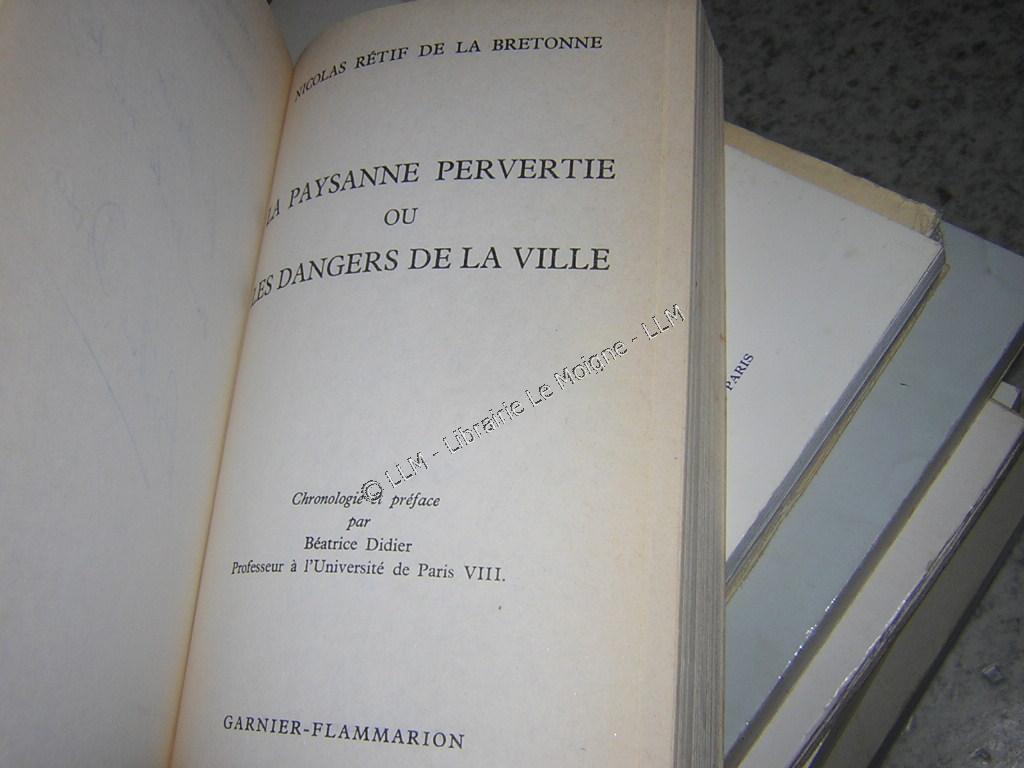 NICOLAS RÉTIF DE LA BRETONNE
LA PAYSANNE PERVERTIE
OU
LES DANGERS DE LA VILLE
© LLM - Librairie Le Moigne - LLM
Chronologie et préface
par
Béatrice Didier
Professeur à l'Université de Paris VIII.
GARNIER-FLAMMARION
PARIS